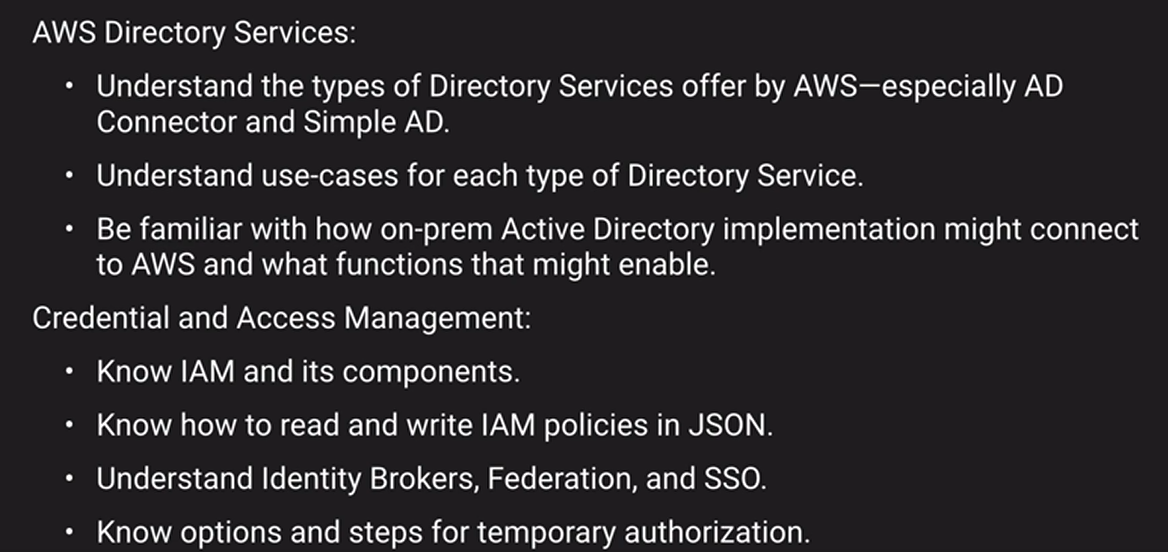 AWS Directory Services:
• Understand the types of Directory Services offer by AWS—especially AD
Connector and Simple AD.
• Understand use-cases for each type of Directory Service.
• Be familiar with how on-prem Active Directory implementation might connect
to AWS and what functions that might enable.
Credential and Access Management:
• Know IAM and its components.
• Know how to read and write IAM policies in JSON.
• Understand Identity Brokers, Federation, and SSO.
• Know options and steps for temporary authorization.